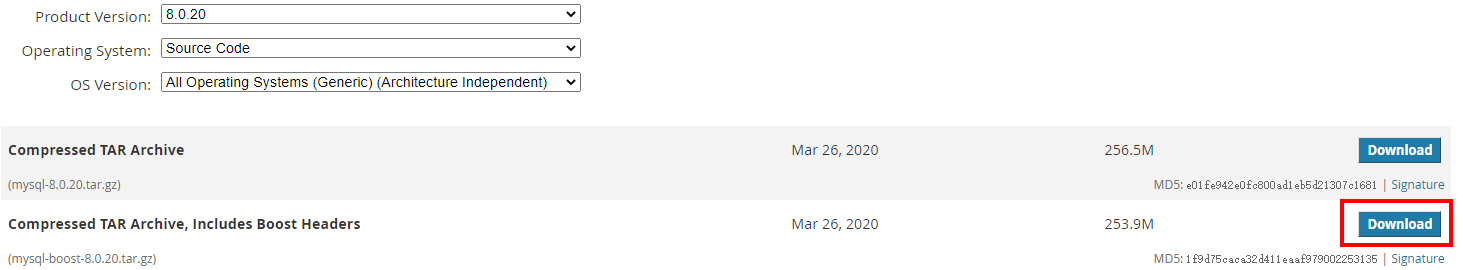 Product Version: 8.0.20
Operating System: Source Code
OS Version: All Operating Systems (Generic) (Architecture Independent)
Compressed TAR Archive Mar 26, 2020 256.5M Download
(mysql-8.0.20.tar.gz) MD5: e01fe942e0fc800ad1eb5d21307c1681 | Signature
Compressed TAR Archive, Includes Boost Headers Mar 26, 2020 253.9M Download
(mysql-boost-8.0.20.tar.gz) MD5: 1f9d75caca32d411eaaf979002253135 | Signature